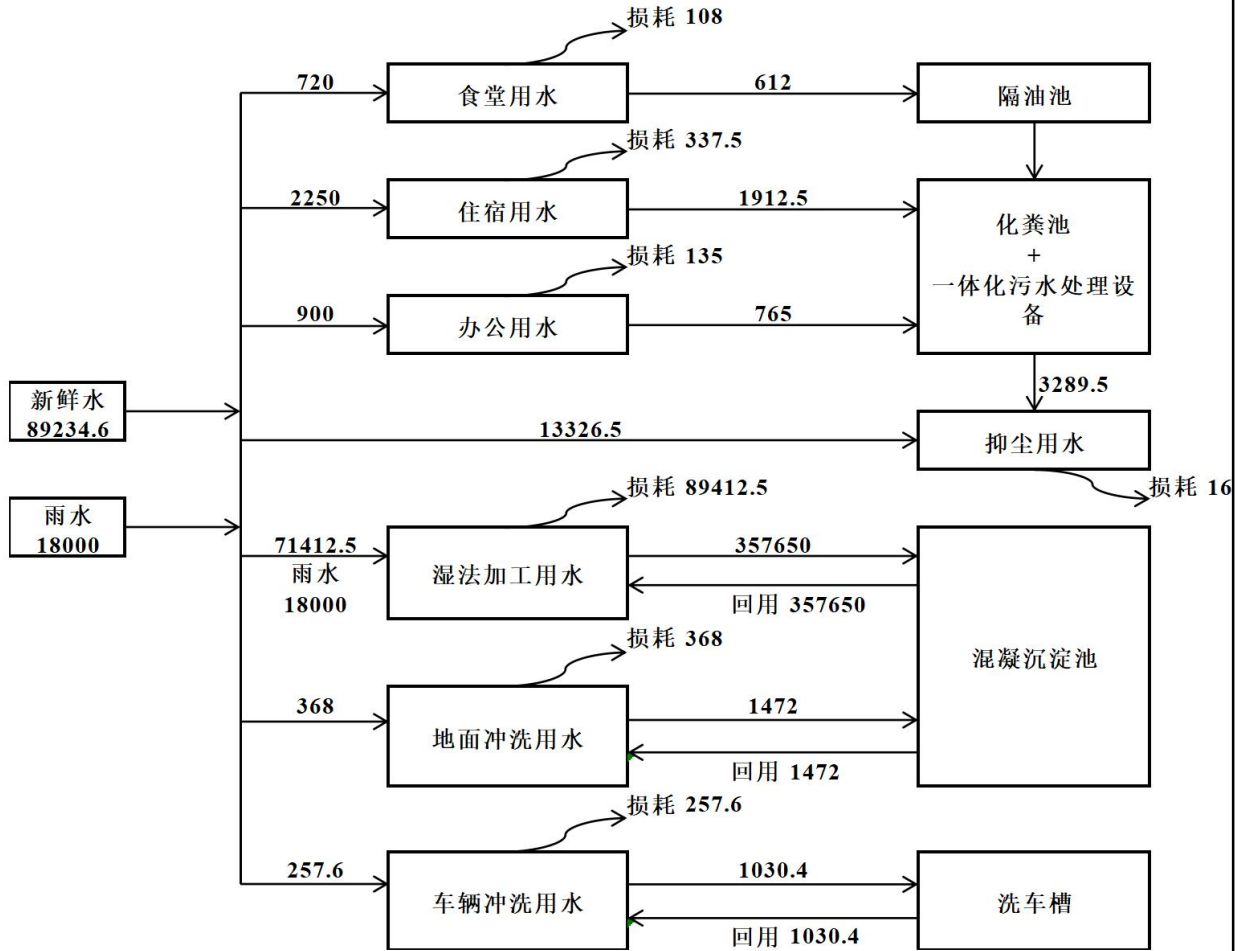 损耗 108
720
食堂用水
612
隔油池
损耗 337.5
2250
住宿用水
1912.5
化粪池
+
一体化污水处理设
备
损耗 135
900
办公用水
765
新鲜水
89234.6
3289.5
13326.5
抑尘用水
损耗 16
雨水
18000
损耗 89412.5
71412.5
雨水
18000
湿法加工用水
357650
回用 357650
混凝沉淀池
损耗 368
368
地面冲洗用水
1472
回用 1472
损耗 257.6
257.6
车辆冲洗用水
1030.4
回用 1030.4
洗车槽